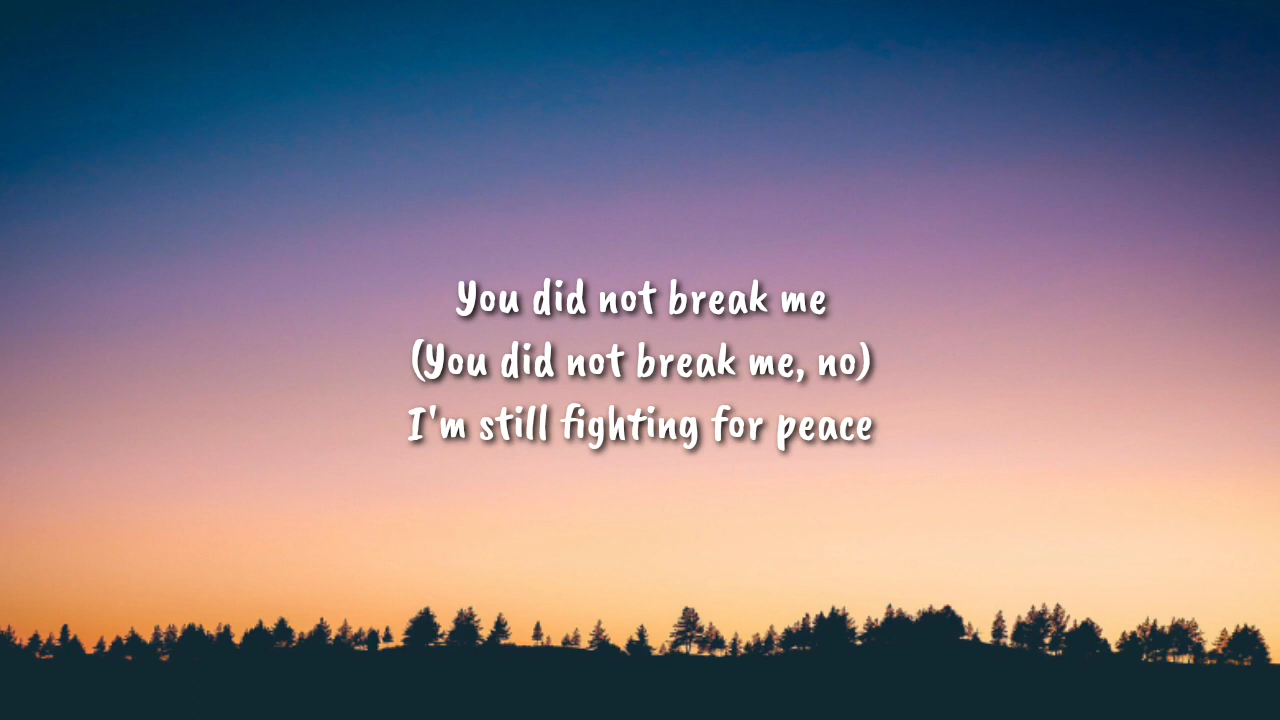 You did not break me
(You did not break me, no)
I'm still fighting for peace